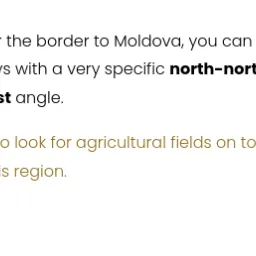 the border to Moldova, you can
with a very specific north-nort
st angle.
o look for agricultural fields on to
is region.